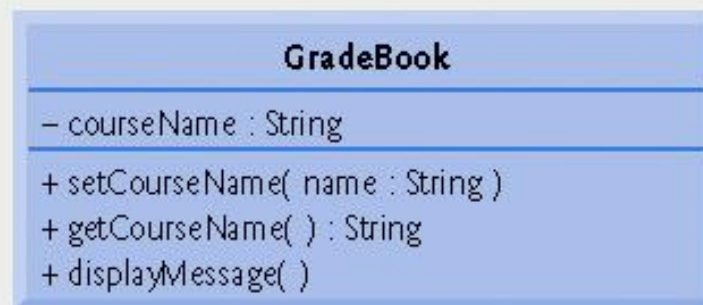 GradeBook
– courseName : String
+ setCourseName( name : String )
+ getCourseName( ) : String
+ displayMessage( )